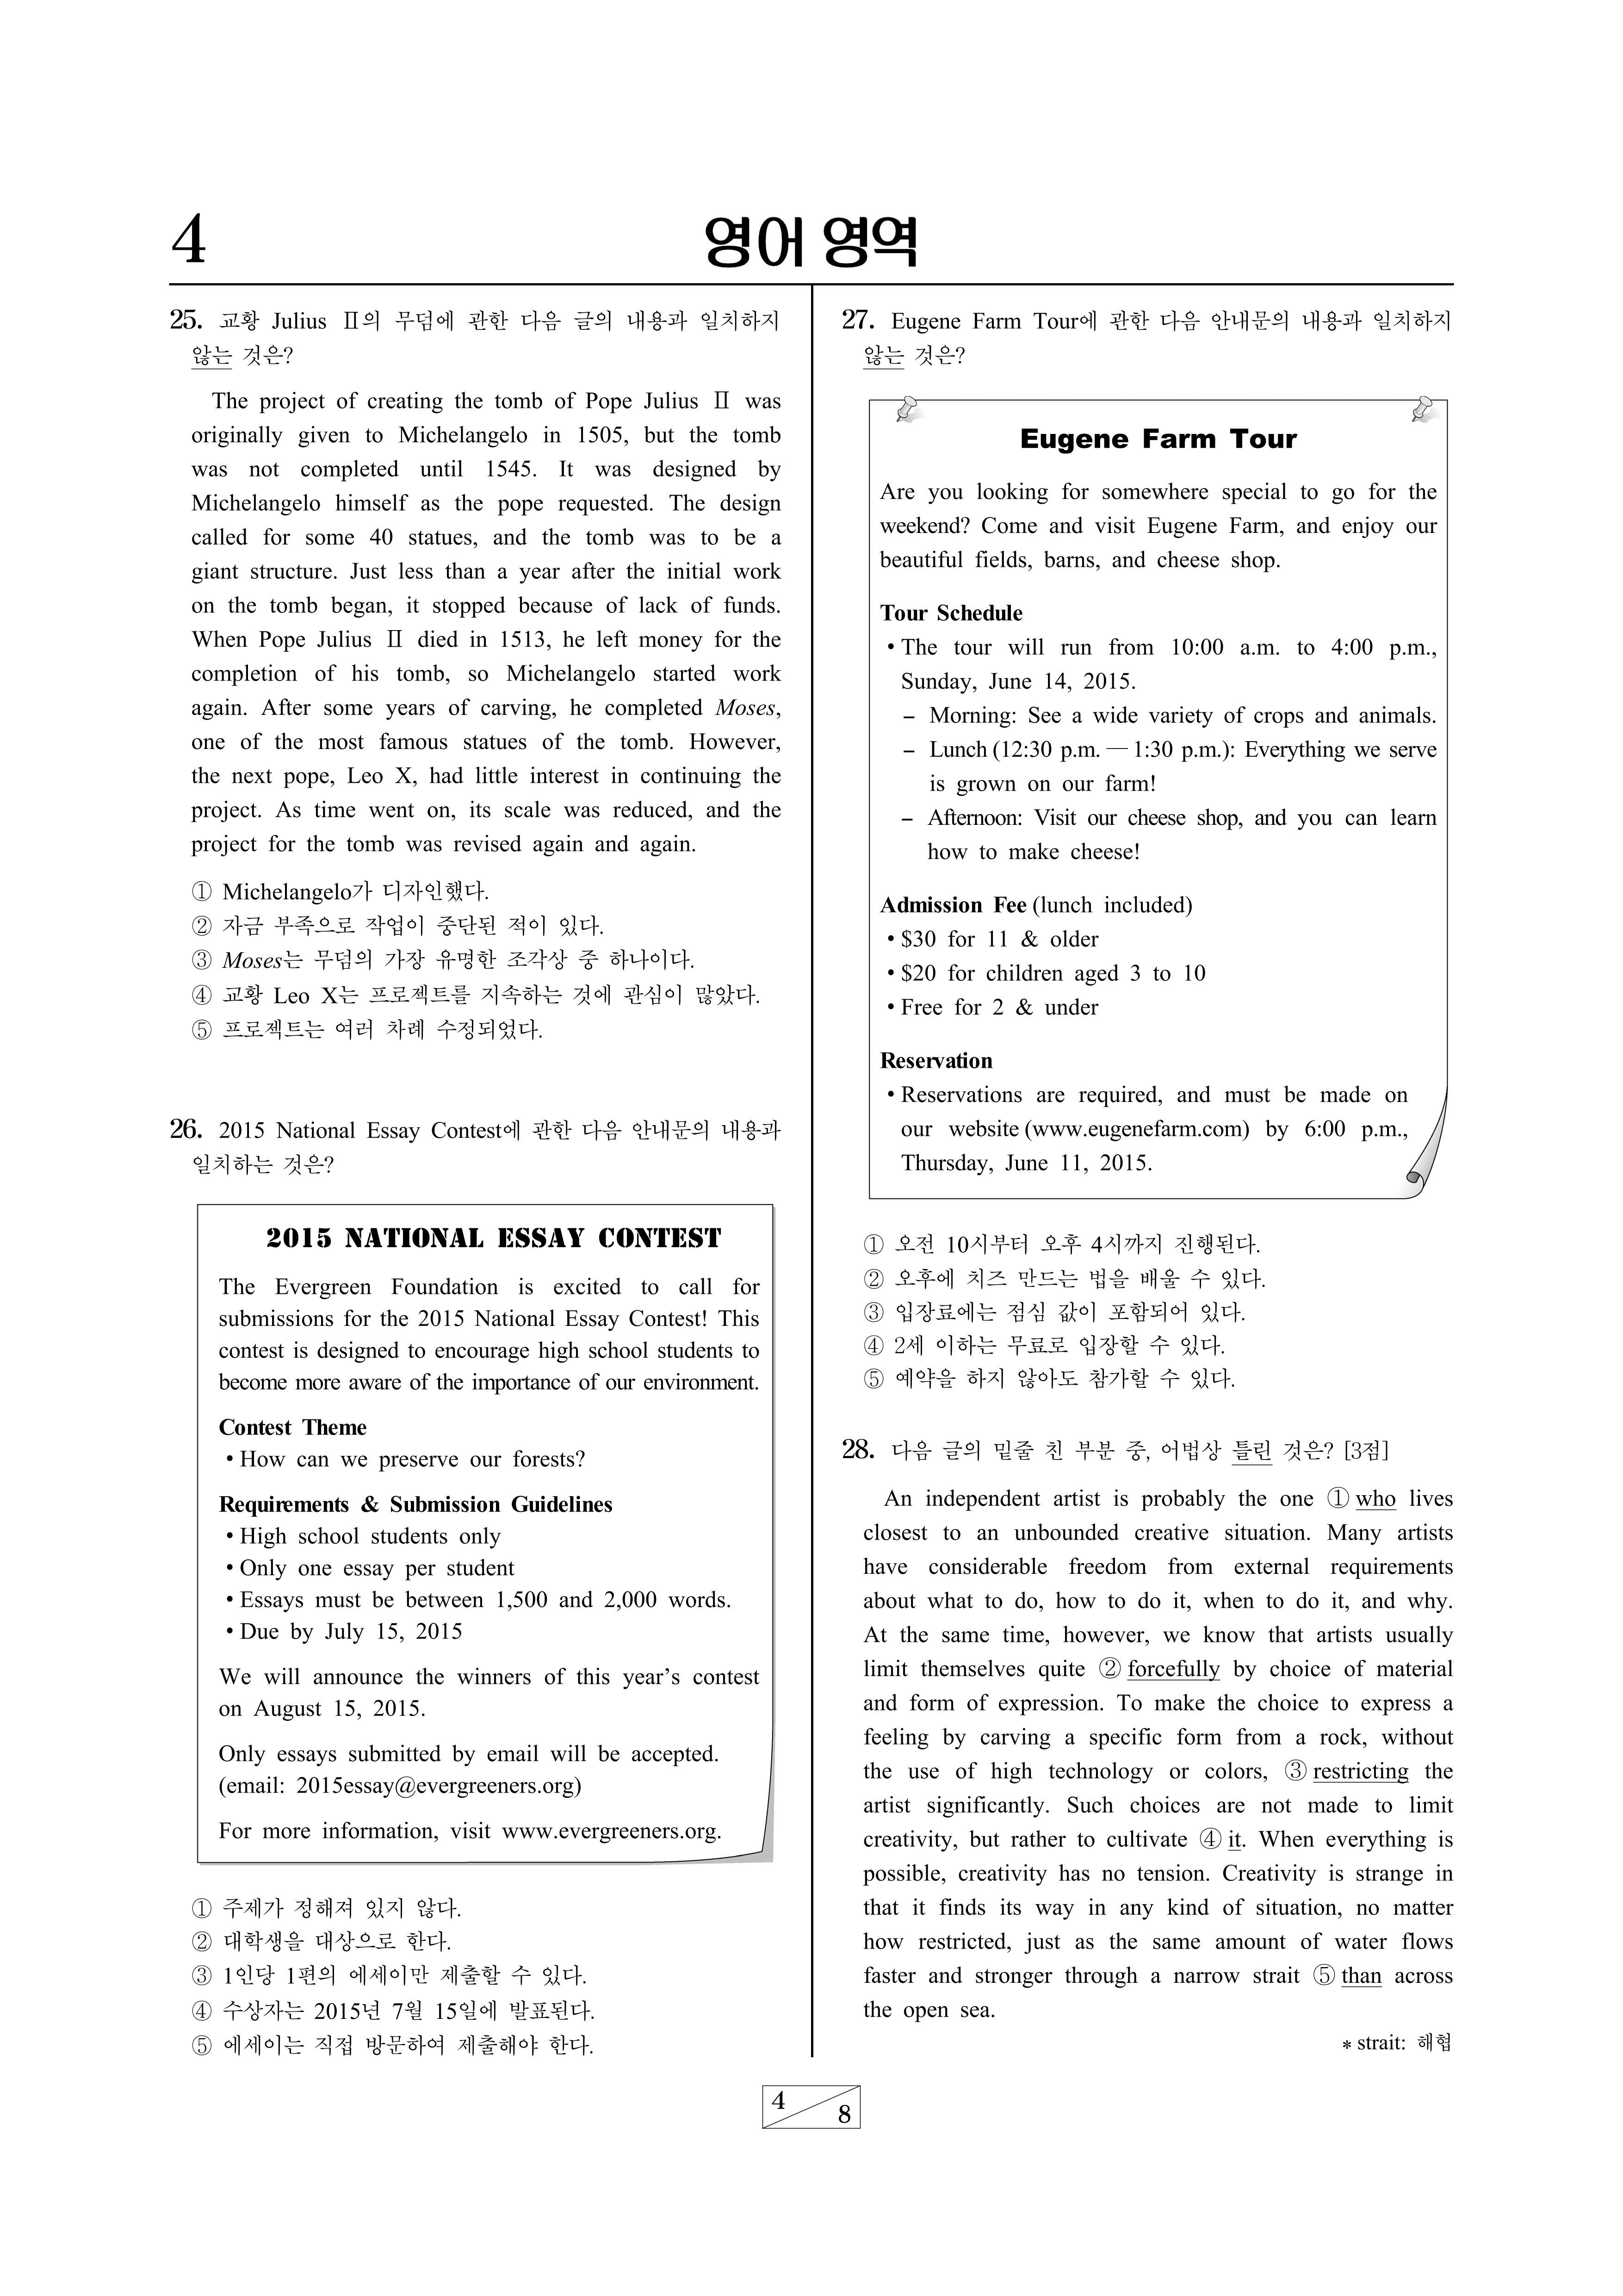 4
영어 영역
25. 교황 Julius Ⅱ의 무덤에 관한 다음 글의 내용과 일치하지
않는 것은?
The project of creating the tomb of Pope Julius Ⅱ was
originally given to Michelangelo in 1505, but the tomb
was not completed until 1545. It was designed by
Michelangelo himself as the pope requested. The design
called for some 40 statues, and the tomb was to be a
giant structure. Just less than a year after the initial work
on the tomb began, it stopped because of lack of funds.
When Pope Julius Ⅱ died in 1513, he left money for the
completion of his tomb, so Michelangelo started work
again. After some years of carving, he completed Moses,
one of the most famous statues of the tomb. However,
the next pope, Leo X, had little interest in continuing the
project. As time went on, its scale was reduced, and the
project for the tomb was revised again and again.
① Michelangelo가 디자인했다.
② 자금 부족으로 작업이 중단된 적이 있다.
③ Moses는 무덤의 가장 유명한 조각상 중 하나이다.
④ 교황 Leo X는 프로젝트를 지속하는 것에 관심이 많았다.
⑤ 프로젝트는 여러 차례 수정되었다.
26. 2015 National Essay Contest에 관한 다음 안내문의 내용과
일치하는 것은?
2015 NATIONAL ESSAY CONTEST
The Evergreen Foundation is excited to call for
submissions for the 2015 National Essay Contest! This
contest is designed to encourage high school students to
become more aware of the importance of our environment.
Contest Theme
• How can we preserve our forests?
Requirements & Submission Guidelines
• High school students only
• Only one essay per student
• Essays must be between 1,500 and 2,000 words.
• Due by July 15, 2015
We will announce the winners of this year's contest
on August 15, 2015.
Only essays submitted by email will be accepted.
(email: 2015essay@evergreeners.org)
For more information, visit www.evergreeners.org.
① 주제가 정해져 있지 않다.
② 대학생을 대상으로 한다.
③ 1인당 1편의 에세이만 제출할 수 있다.
④ 수상자는 2015년 7월 15일에 발표된다.
⑤ 에세이는 직접 방문하여 제출해야 한다.
27. Eugene Farm Tour에 관한 다음 안내문의 내용과 일치하지
않는 것은?
Eugene Farm Tour
Are you looking for somewhere special to go for the
weekend? Come and visit Eugene Farm, and enjoy our
beautiful fields, barns, and cheese shop.
Tour Schedule
• The tour will run from 10:00 a.m. to 4:00 p.m.,
Sunday, June 14, 2015.
– Morning: See a wide variety of crops and animals.
– Lunch (12:30 p.m. — 1:30 p.m.): Everything we serve
is grown on our farm!
– Afternoon: Visit our cheese shop, and you can learn
how to make cheese!
Admission Fee (lunch included)
• $30 for 11 & older
• $20 for children aged 3 to 10
• Free for 2 & under
Reservation
• Reservations are required, and must be made on
our website (www.eugenefarm.com) by 6:00 p.m.,
Thursday, June 11, 2015.
① 오전 10시부터 오후 4시까지 진행된다.
② 오후에 치즈 만드는 법을 배울 수 있다.
③ 입장료에는 점심 값이 포함되어 있다.
④ 2세 이하는 무료로 입장할 수 있다.
⑤ 예약을 하지 않아도 참가할 수 있다.
28. 다음 글의 밑줄 친 부분 중, 어법상 틀린 것은? [3점]
An independent artist is probably the one ① who lives
closest to an unbounded creative situation. Many artists
have considerable freedom from external requirements
about what to do, how to do it, when to do it, and why.
At the same time, however, we know that artists usually
limit themselves quite ② forcefully by choice of material
and form of expression. To make the choice to express a
feeling by carving a specific form from a rock, without
the use of high technology or colors, ③ restricting the
artist significantly. Such choices are not made to limit
creativity, but rather to cultivate ④ it. When everything is
possible, creativity has no tension. Creativity is strange in
that it finds its way in any kind of situation, no matter
how restricted, just as the same amount of water flows
faster and stronger through a narrow strait ⑤ than across
the open sea.
* strait: 해협
4
8